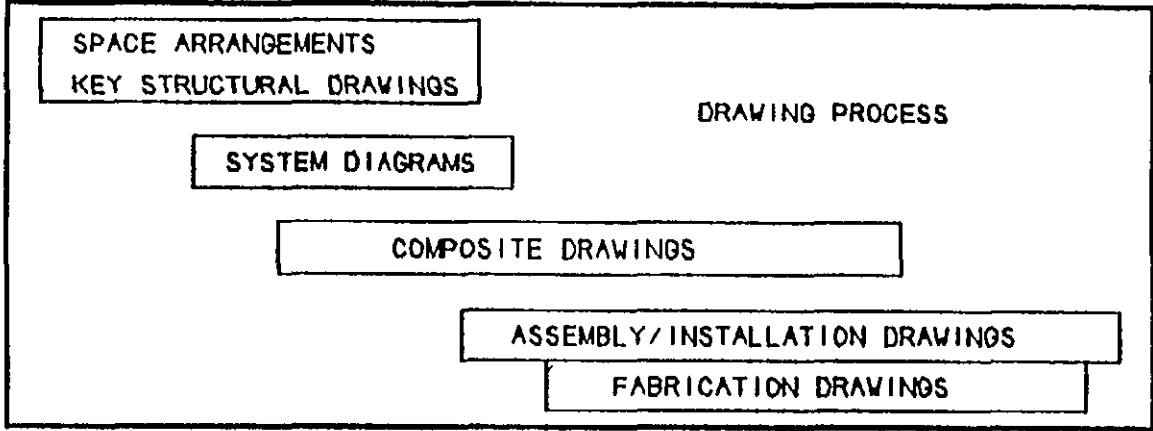 SPACE ARRANGEMENTS
KEY STRUCTURAL DRAWINGS
DRAWING PROCESS
SYSTEM DIAGRAMS
COMPOSITE DRAWINGS
ASSEMBLY/INSTALLATION DRAWINGS
FABRICATION DRAWINGS